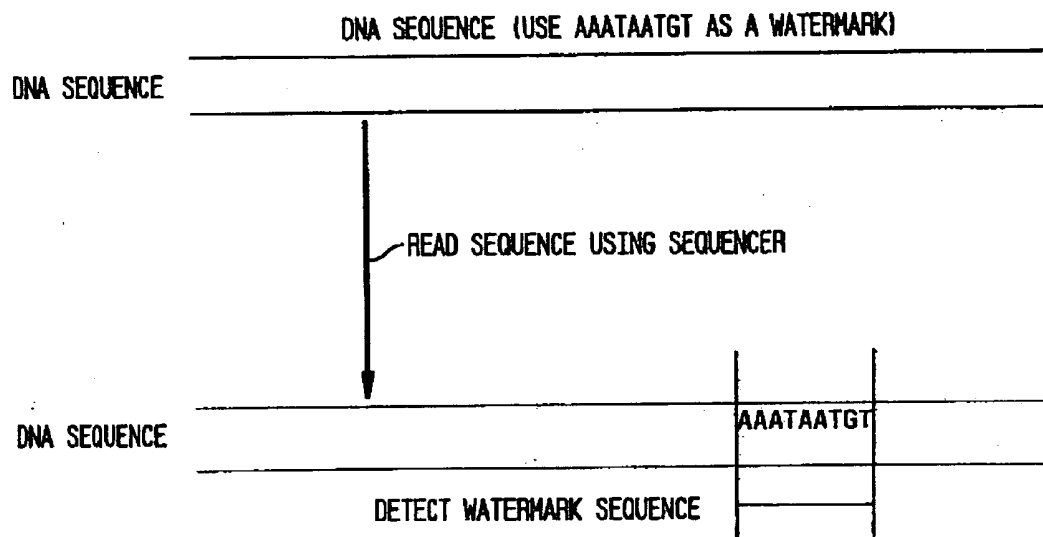 DNA SEQUENCE (USE AAATAATGT AS A WATERMARK)
DNA SEQUENCE
READ SEQUENCE USING SEQUENCER
DNA SEQUENCE
AAATAATGT
DETECT WATERMARK SEQUENCE